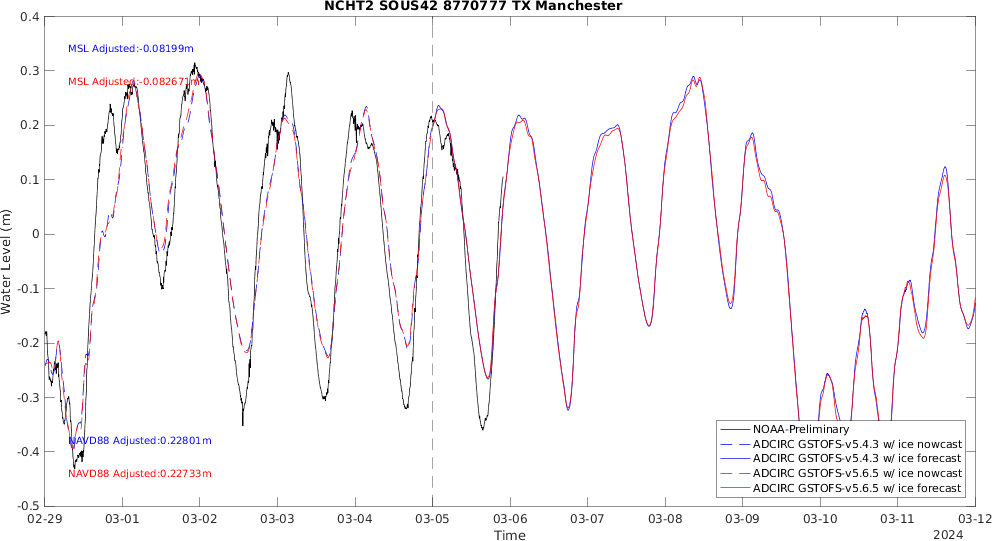 NCHT2 SOUS42 8770777 TX Manchester
0.4
MSL Adjusted:-0.08199m
0.3
MSL Adjusted:-0.082671m
0.2
0.1
0
Water Level (m)
-0.1
-0.2
-0.3
NOAA-Preliminary
NAVD88 Adjusted:0.22801m
ADCIRC GSTOFS-v5.4.3 w/ ice nowcast
-0.4
ADCIRC GSTOFS-v5.4.3 w/ ice forecast
NAVD88 Adjusted:0.22733m
ADCIRC GSTOFS-v5.6.5 w/ ice nowcast
ADCIRC GSTOFS-v5.6.5 w/ ice forecast
-0.5
02-29 03-01 03-02 03-03 03-04 03-05 03-06 03-07 03-08 03-09 03-10 03-11 03-12
Time
2024